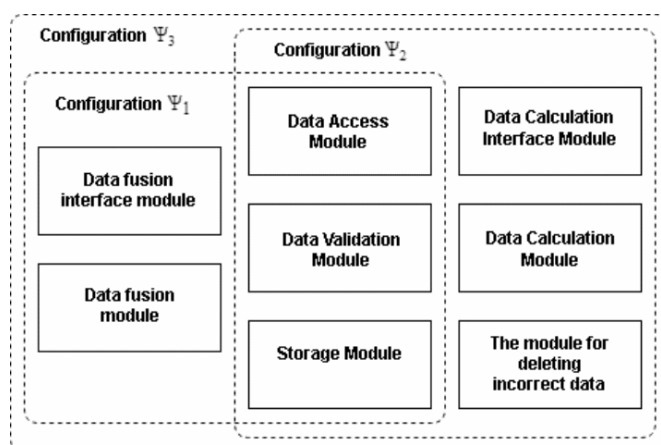 Configuration Ψ3
Configuration Ψ2
Configuration Ψ1
Data fusion
interface module
Data fusion
module
Data Access
Module
Data Validation
Module
Storage Module
Data Calculation
Interface Module
Data Calculation
Module
The module for
deleting
incorrect data